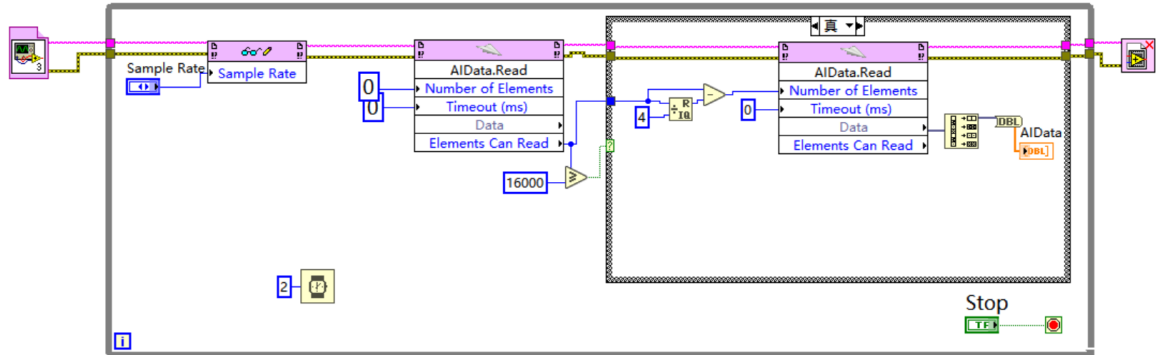 真
3
Sample Rate
Sample Rate
AIData.Read
0
Number of Elements
0
Timeout (ms)
Data
Elements Can Read
16000
AIData.Read
Number of Elements
R
IQ
4
0
Timeout (ms)
Data
Elements Can Read
DBL
AIData
DBL
?
2
Stop
TF
i